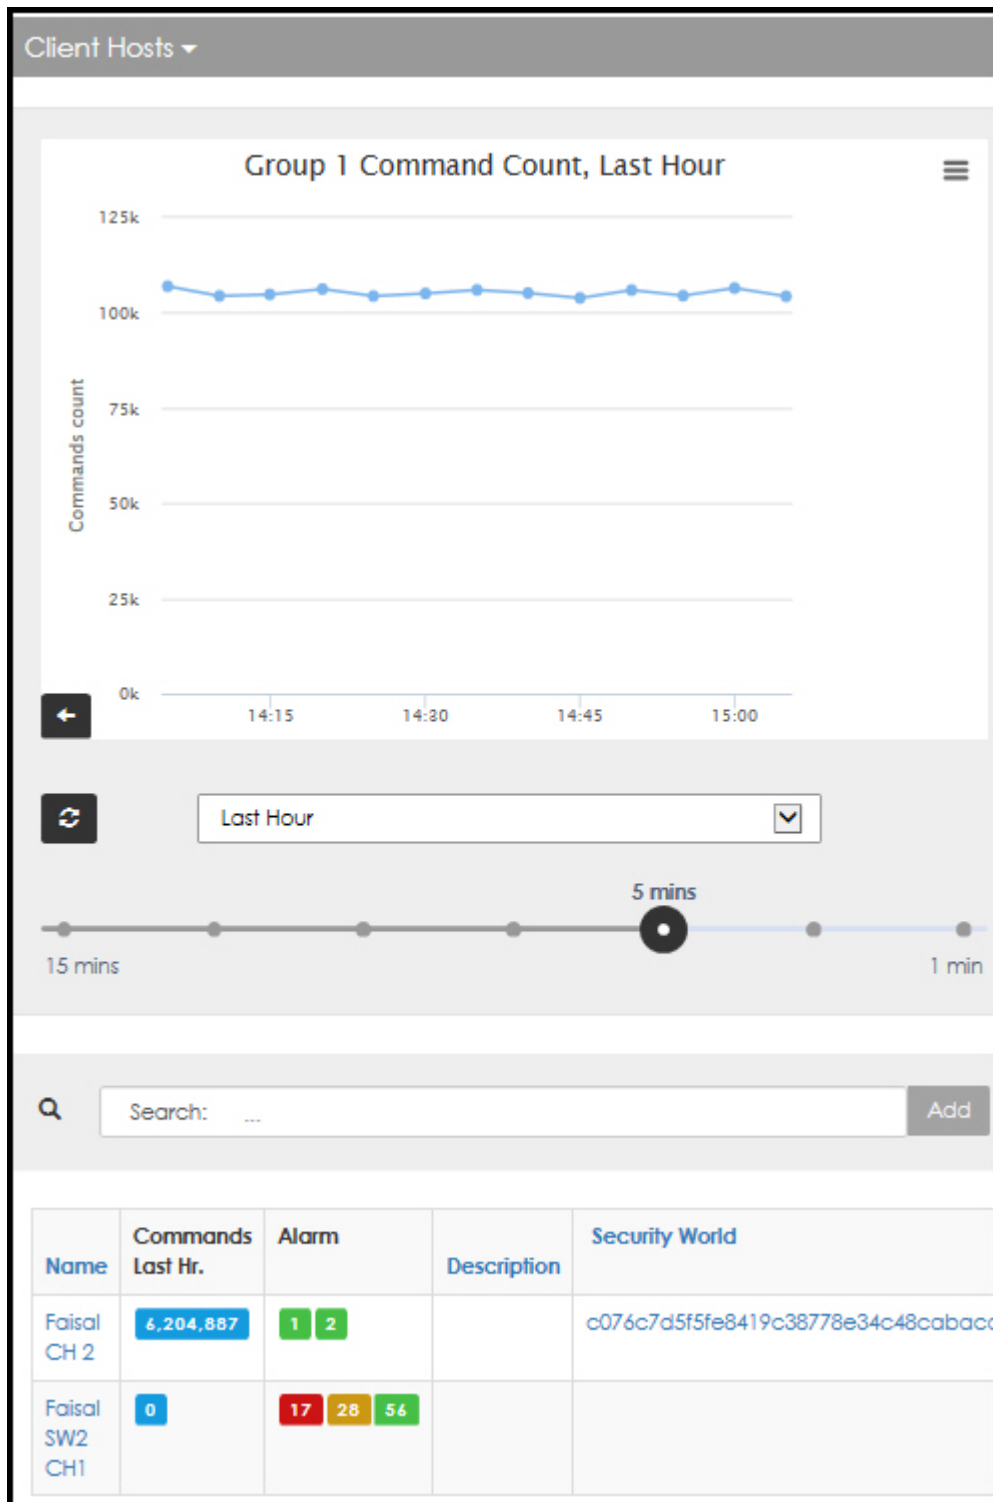 Client Hosts
Group 1 Command Count, Last Hour
125k
100k
75k
50k
25k
0k
Commands count
14:15 14:30 14:45 15:00
Last Hour
5 mins
15 mins 1 min
Search: ...
Add
Name Commands Last Hr. Alarm Description Security World
Faisal CH 2 6,204,887 1 2
Faisal SW2 CH1 0 17 28 56